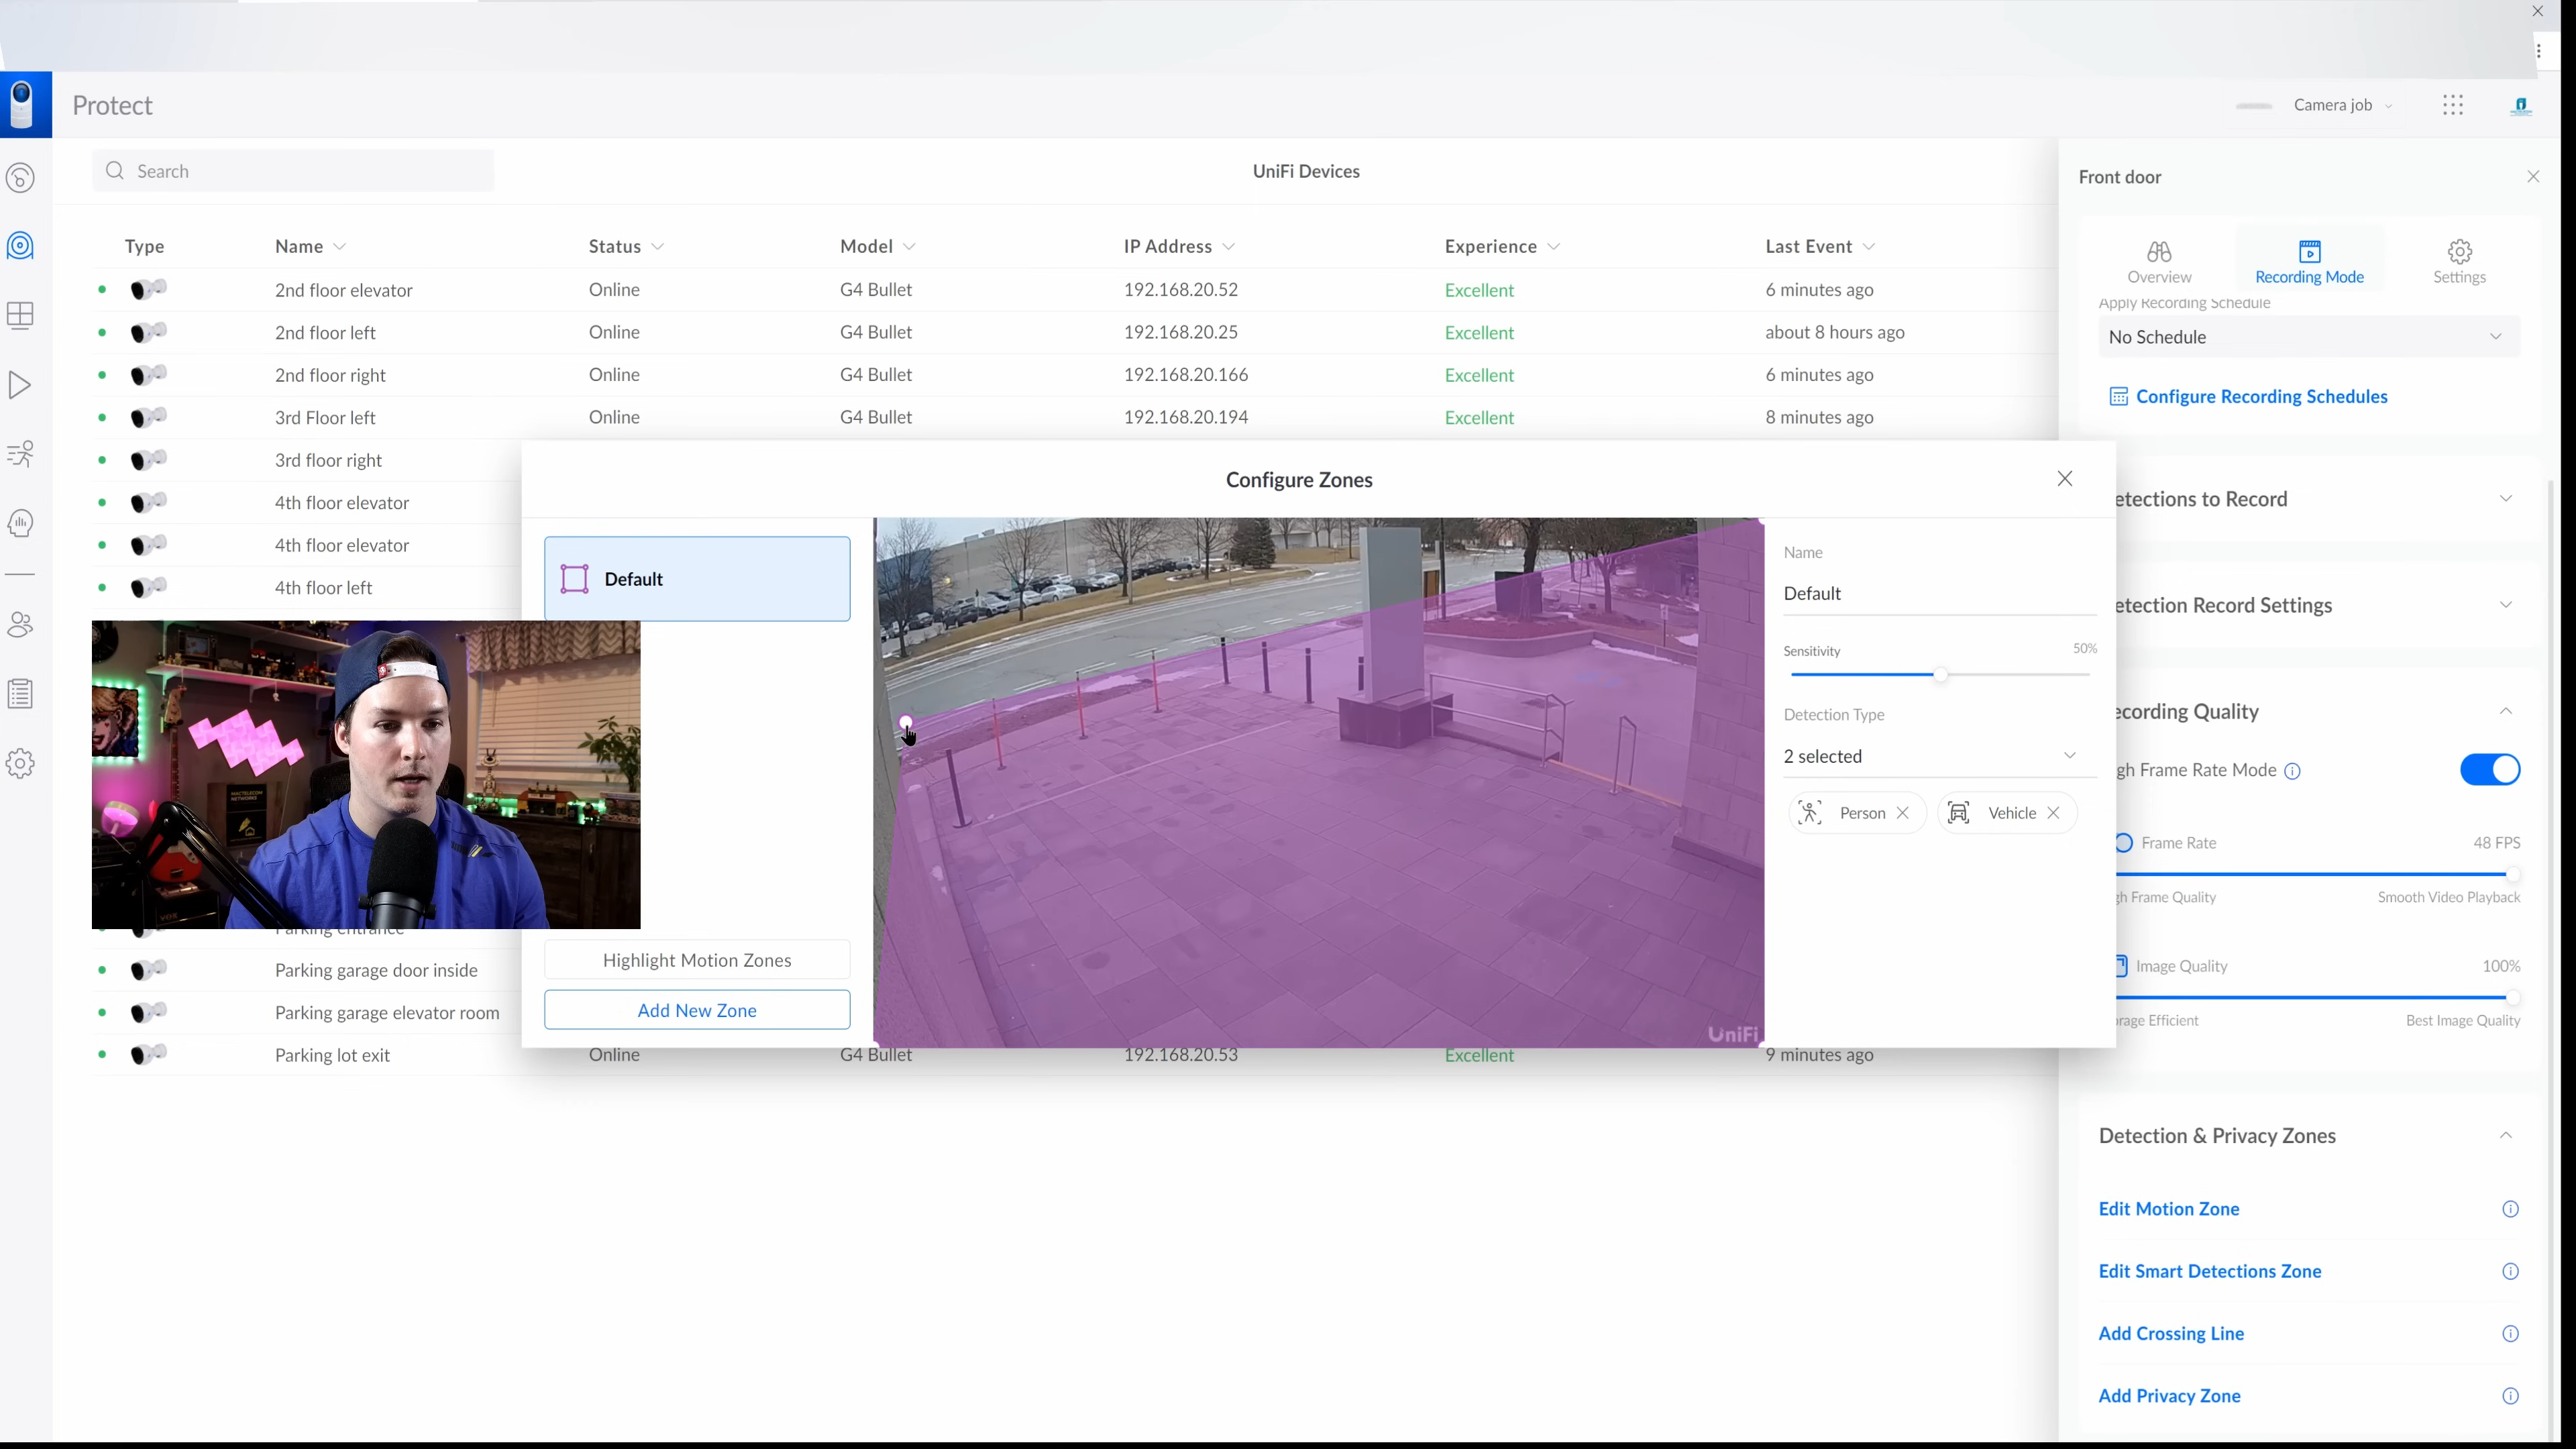 Protect
Camera job
Search
UniFi Devices
Type Name Status Model IP Address Experience Last Event
2nd floor elevator Online G4 Bullet 192.168.20.52 Excellent 6 minutes ago
2nd floor left Online G4 Bullet 192.168.20.25 Excellent about 8 hours ago
2nd floor right Online G4 Bullet 192.168.20.166 Excellent 6 minutes ago
3rd Floor left Online G4 Bullet 192.168.20.194 Excellent 8 minutes ago
3rd floor right
4th floor elevator
4th floor elevator
4th floor left
Parking entrance
Parking garage door inside
Parking garage elevator room
Parking lot exit Online G4 Bullet 192.168.20.53 Excellent 9 minutes ago
Configure Zones
Default
Highlight Motion Zones
Add New Zone
UniFi
Name
Default
Sensitivity 50%
Detection Type
2 selected
Person Vehicle
MACTELECOM
NETWORKS
VOX
Front door
Overview Recording Mode Settings
Apply Recording Schedule
No Schedule
Configure Recording Schedules
etections to Record
etection Record Settings
ecording Quality
gh Frame Rate Mode
Frame Rate 48 FPS
gh Frame Quality Smooth Video Playback
Image Quality 100%
orage Efficient Best Image Quality
Detection & Privacy Zones
Edit Motion Zone
Edit Smart Detections Zone
Add Crossing Line
Add Privacy Zone